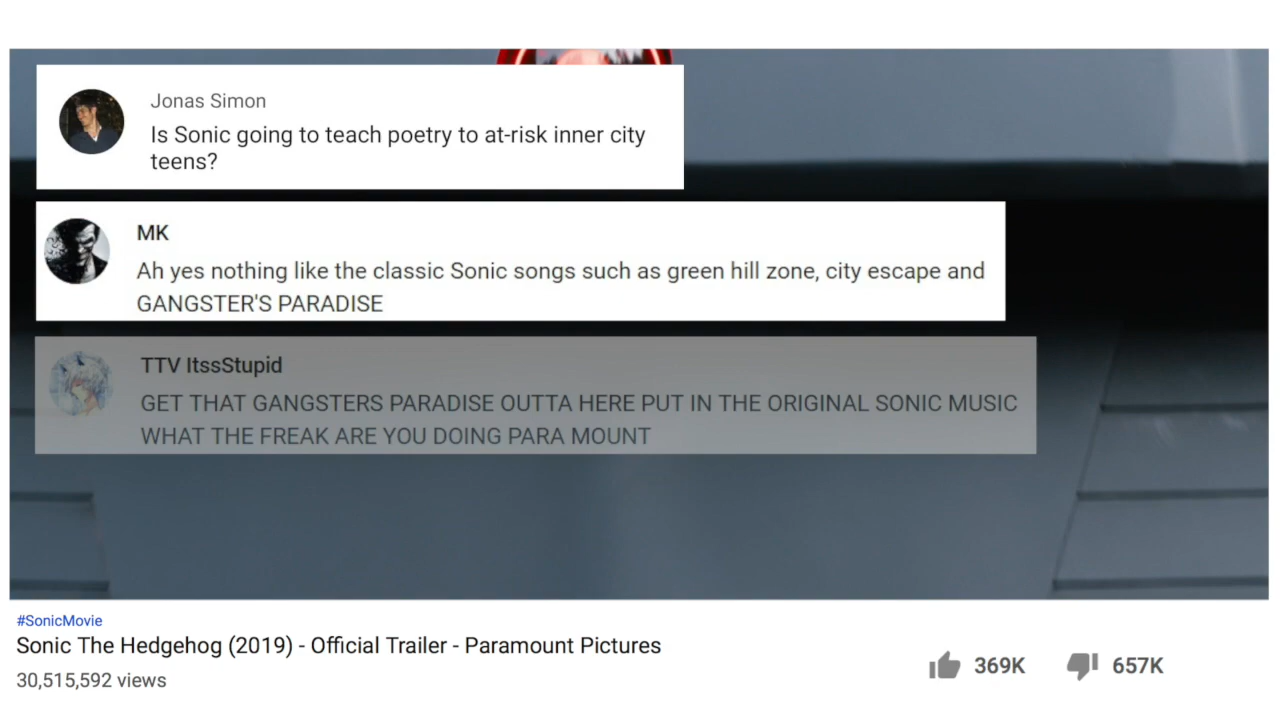 Jonas Simon
Is Sonic going to teach poetry to at-risk inner city
teens?
MK
Ah yes nothing like the classic Sonic songs such as green hill zone, city escape and
GANGSTER'S PARADISE
TTV ItssStupid
GET THAT GANGSTERS PARADISE OUTTA HERE PUT IN THE ORIGINAL SONIC MUSIC
WHAT THE FREAK ARE YOU DOING PARA MOUNT
#SonicMovie
Sonic The Hedgehog (2019) - Official Trailer - Paramount Pictures
369K 657K
30,515,592 views